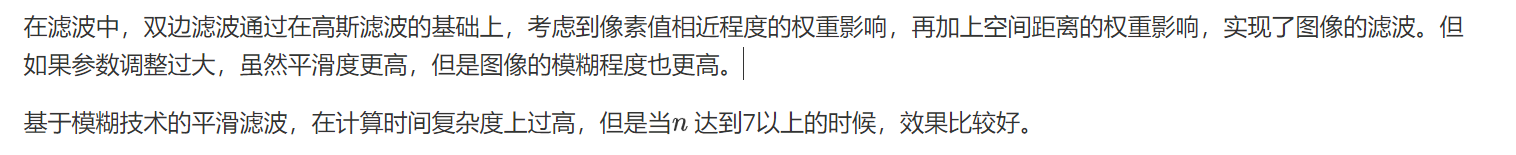 在滤波中，双边滤波通过在高斯滤波的基础上，考虑到像素值相近程度的权重影响，再加上空间距离的权重影响，实现了图像的滤波。但
如果参数调整过大，虽然平滑度更高，但是图像的模糊程度也更高。
基于模糊技术的平滑滤波，在计算时间复杂度上过高，但是当n 达到7以上的时候，效果比较好。